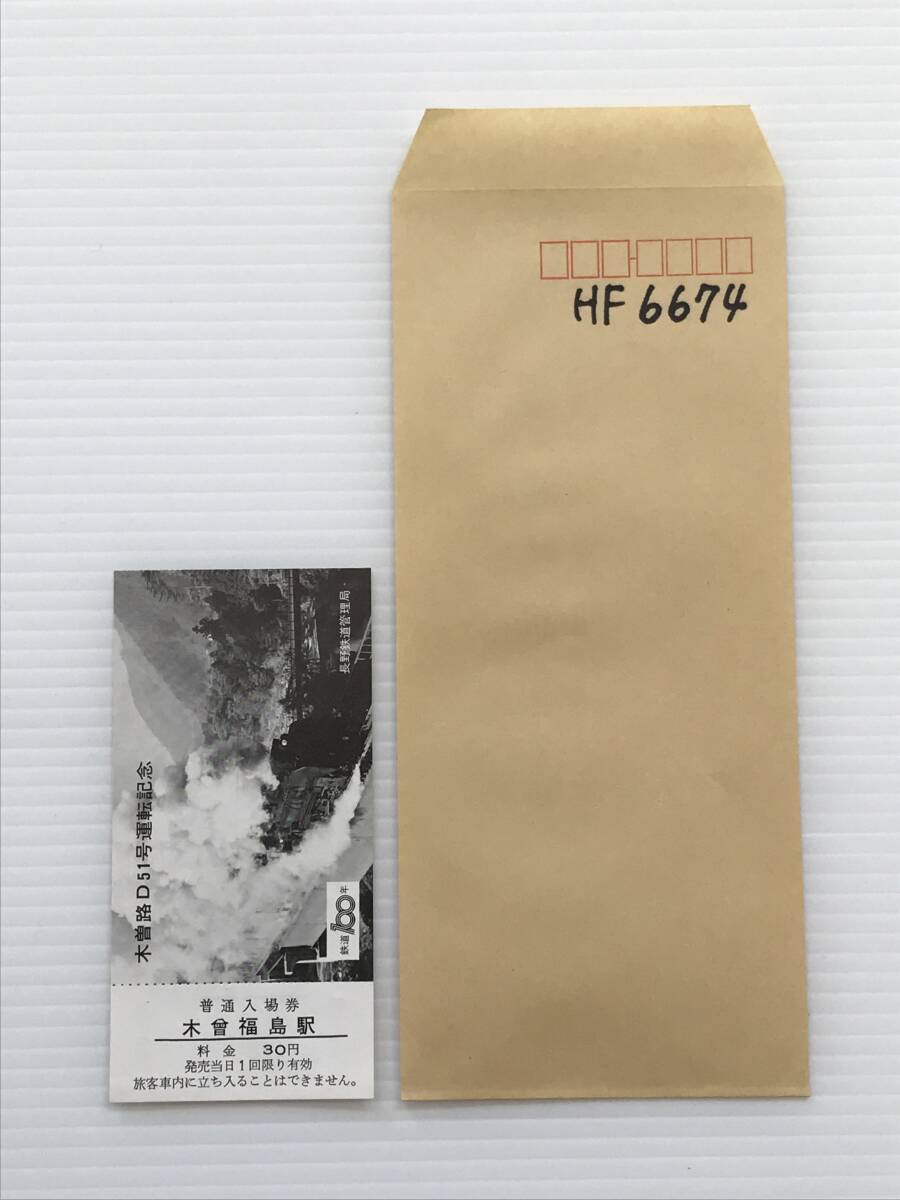 HF 6674
長野鉄道管理局
木曽路D51号運転記念
鉄道100年
普通入場券
木曽福島駅
料金 30円
発売当日1回限り有効
旅客車内に立ち入ることはできません。